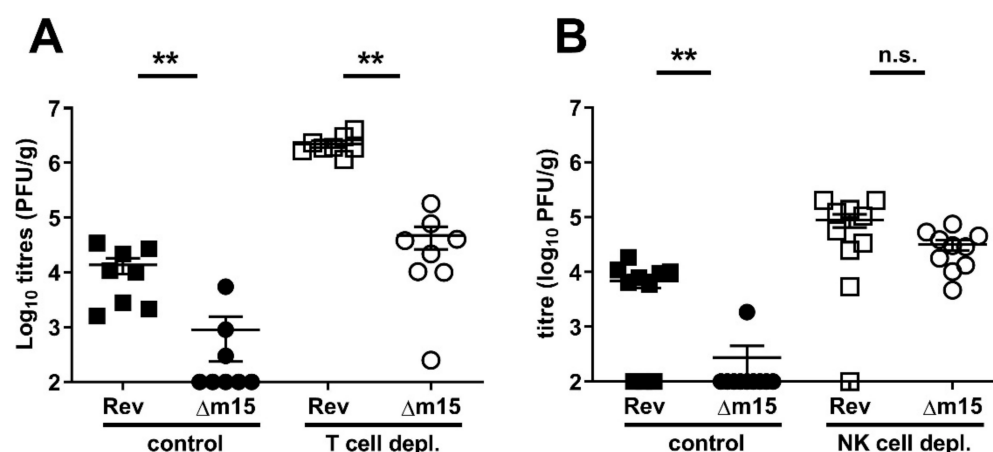 A
B
** **
** n.s.
Log10 titres (PFU/g)
7
6
5
4
3
2
Rev Δm15 Rev Δm15
control T cell depl.
titre (log10 PFU/g)
7
6
5
4
3
2
Rev Δm15 Rev Δm15
control NK cell depl.